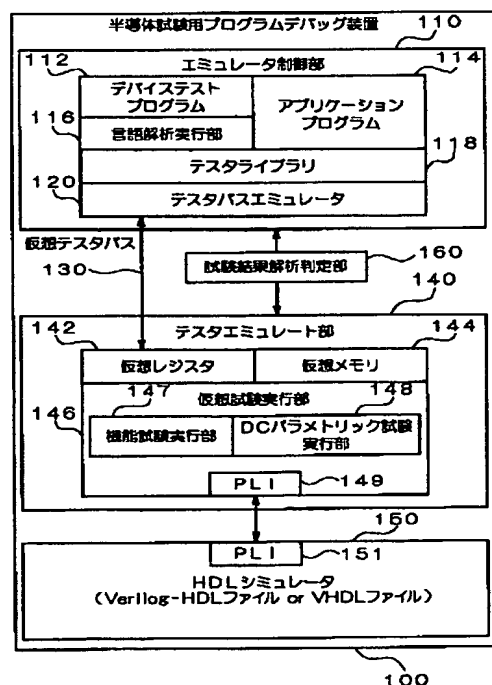 半導体試験用プログラムデバッグ装置
110
エミュレータ制御部
112
114
デバイステスト
プログラム
アプリケーション
プログラム
116
言語解析実行部
118
テスタライブラリ
120
テスタバスエミュレータ
仮想テスタバス
130
160
試験結果解析判定部
140
テスタエミュレート部
142
144
仮想レジスタ
仮想メモリ
仮想試験実行部
147
148
146
機能試験実行部
DCパラメトリック試験
実行部
PLI
149
150
PLI
151
HDLシミュレータ
(Verilog-HDLファイル or VHDLファイル)
100